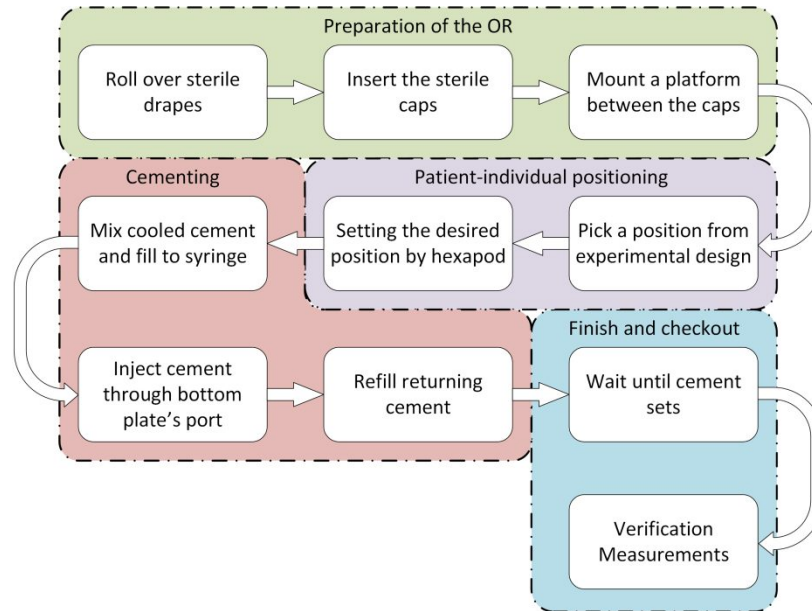 Preparation of the OR
Roll over sterile
drapes
Insert the sterile
caps
Mount a platform
between the caps
Patient-individual positioning
Pick a position from
experimental design
Setting the desired
position by hexapod
Cementing
Mix cooled cement
and fill to syringe
Inject cement
through bottom
plate's port
Refill returning
cement
Finish and checkout
Wait until cement
sets
Verification
Measurements